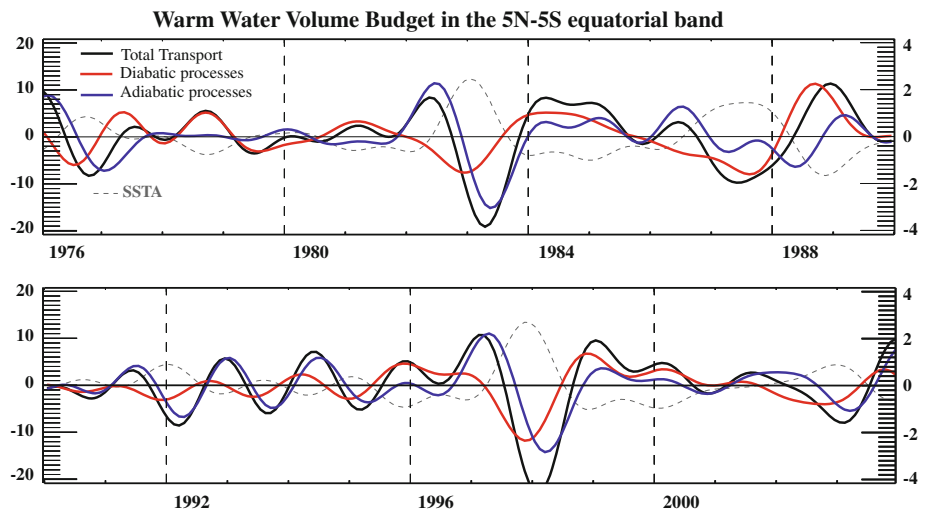 Warm Water Volume Budget in the 5N-5S equatorial band
20
10
0
-10
-20
4
2
0
-2
-4
Total Transport
Diabatic processes
Adiabatic processes
SSTA
1976 1980 1984 1988
20
10
0
-10
-20
4
2
0
-2
-4
1992 1996 2000